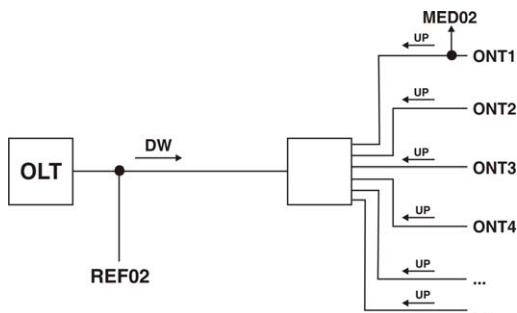 MED02
UP
ONT1
UP
ONT2
DW
UP
OLT
ONT3
UP
ONT4
REF02
UP
...
UP